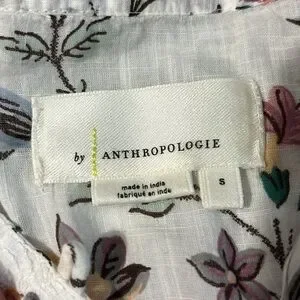 by ANTHROPOLOGIE
made in india
fabriqué en inde
S